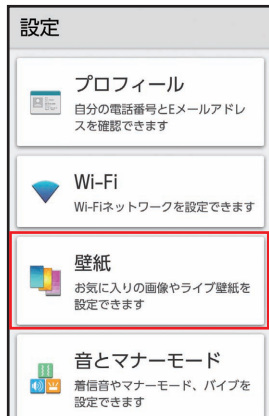 設定
プロフィール
自分の電話番号とEメールアドレ
スを確認できます
Wi-Fi
Wi-Fiネットワークを設定できます
壁紙
お気に入りの画像やライブ壁紙を
設定できます
音とマナーモード
着信音やマナーモード、バイブを
設定できます